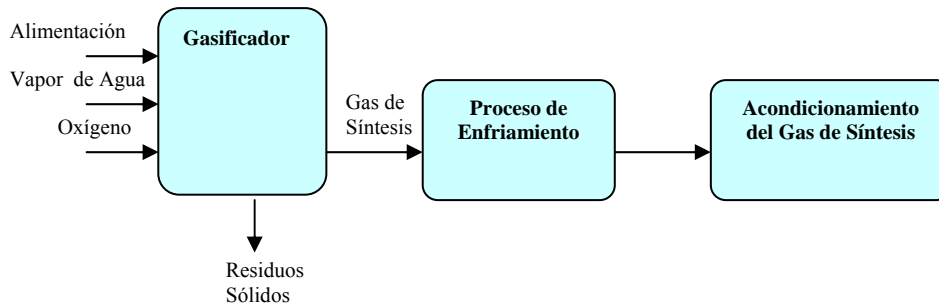 Alimentación
Vapor de Agua
Oxígeno
Gasificador
Gas de
Síntesis
Proceso de
Enfriamiento
Acondicionamiento
del Gas de Síntesis
Residuos
Sólidos